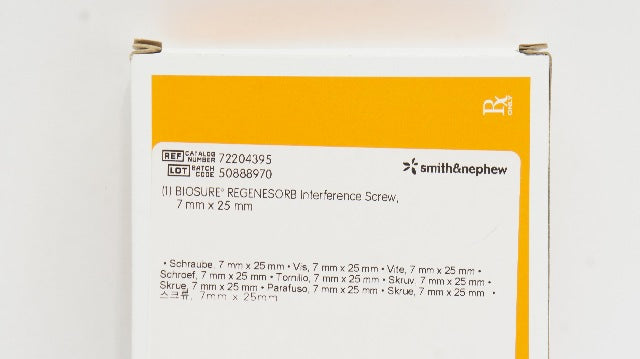 Rx ONLY
REF CATALOG NUMBER 72204395
LOT BATCH CODE 50888970
smith&nephew
(1) BIOSURE® REGENESORB Interference Screw,
7 mm x 25 mm
• Schraube, 7 mm x 25 mm • Vis, 7 mm x 25 mm • Vite, 7 mm x 25 mm •
Schroef, 7 mm x 25 mm • Tornillo, 7 mm x 25 mm • Skruv, 7 mm x 25 mm •
Skrue, 7 mm x 25 mm • Parafuso, 7 mm x 25 mm • Skrue, 7 mm x 25 mm •
스크류, 7mm x 25mm